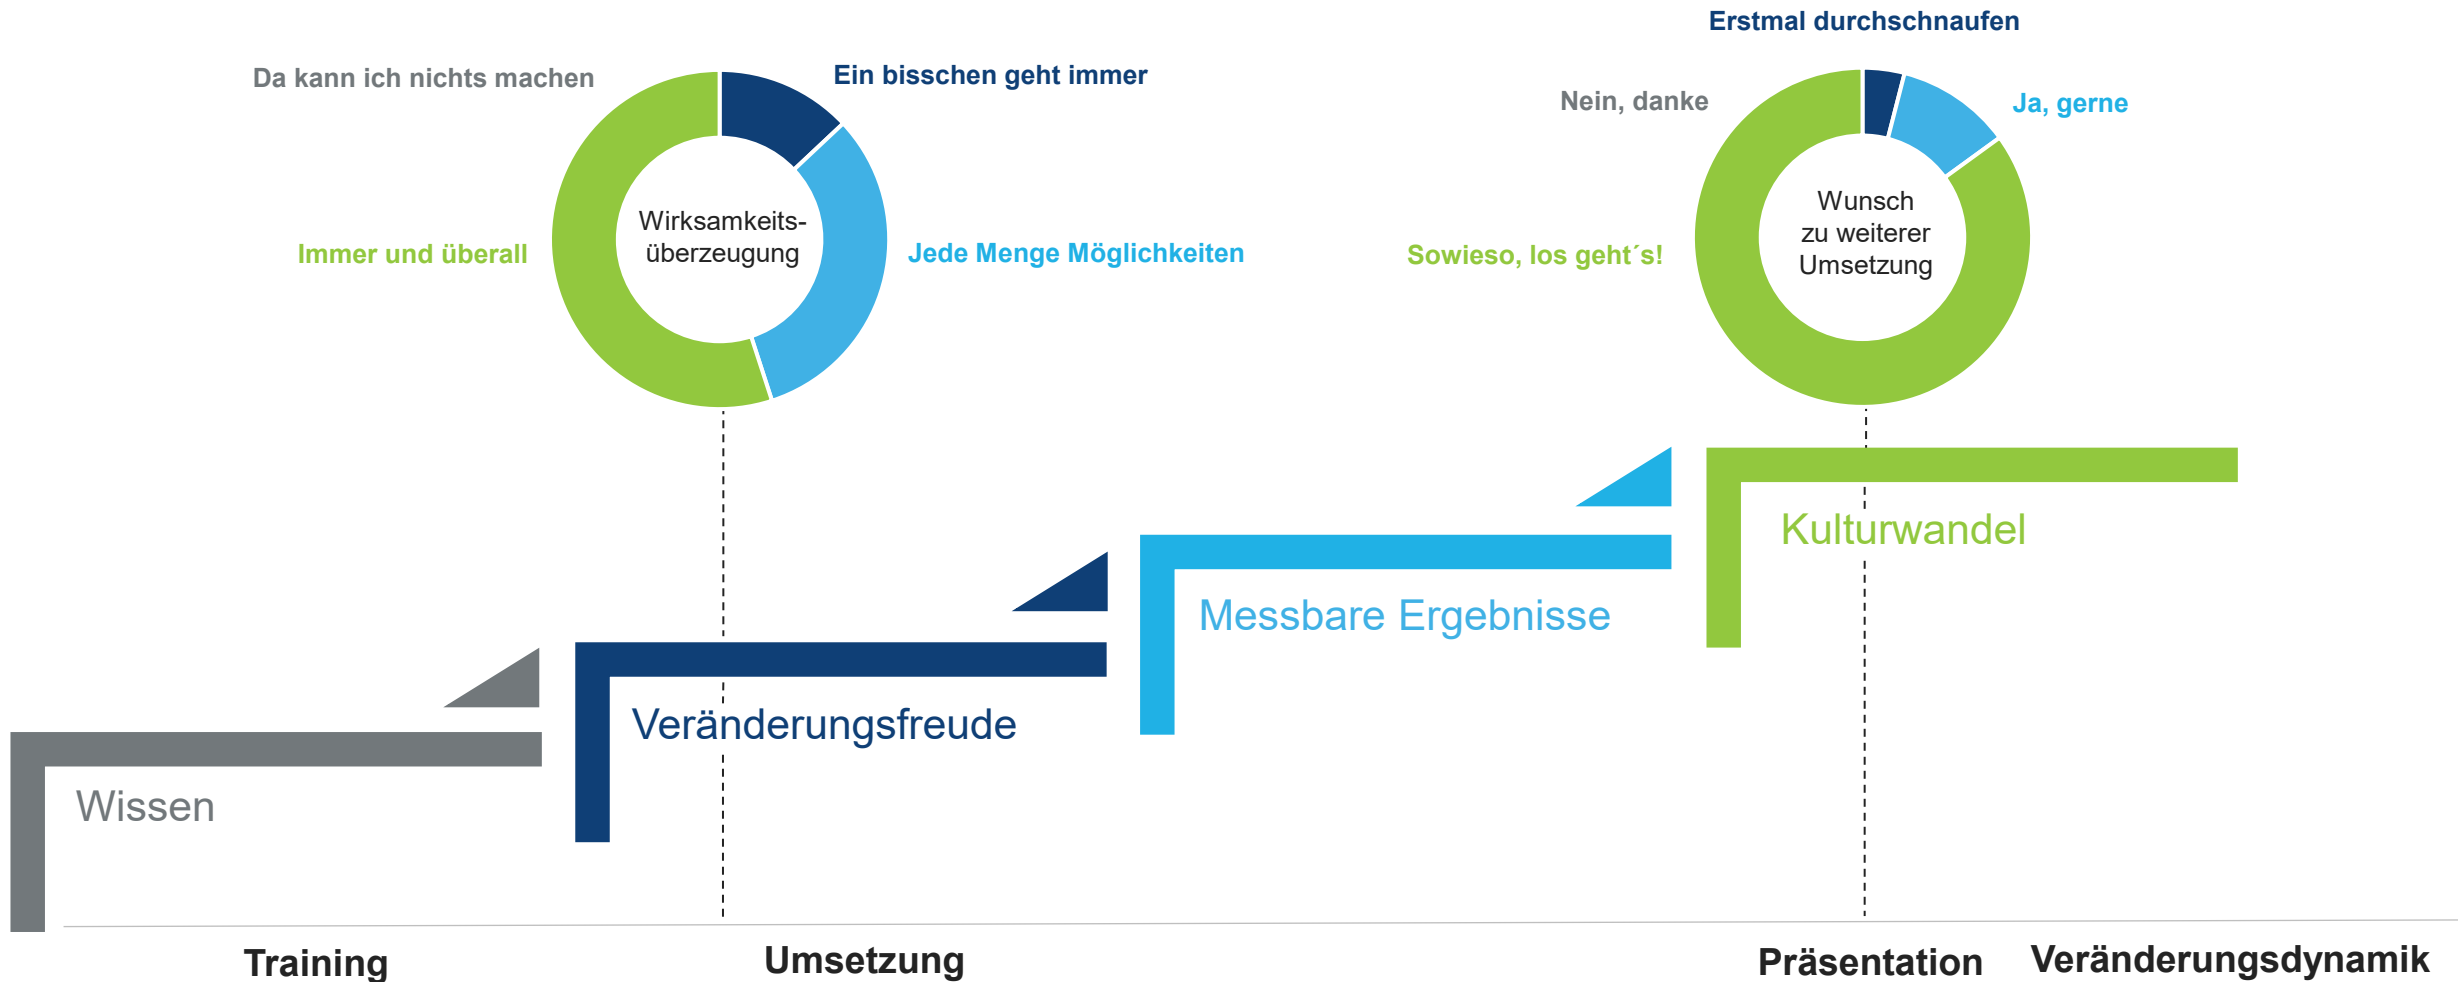 Erstmal durchschnaufen
Da kann ich nichts machen
Ein bisschen geht immer
Nein, danke
Ja, gerne
Wirksamkeits-
überzeugung
Immer und überall
Jede Menge Möglichkeiten
Wunsch
zu weiterer
Umsetzung
Sowieso, los geht´s!
Kulturwandel
Messbare Ergebnisse
Veränderungsfreude
Wissen
Training
Umsetzung
Präsentation
Veränderungsdynamik